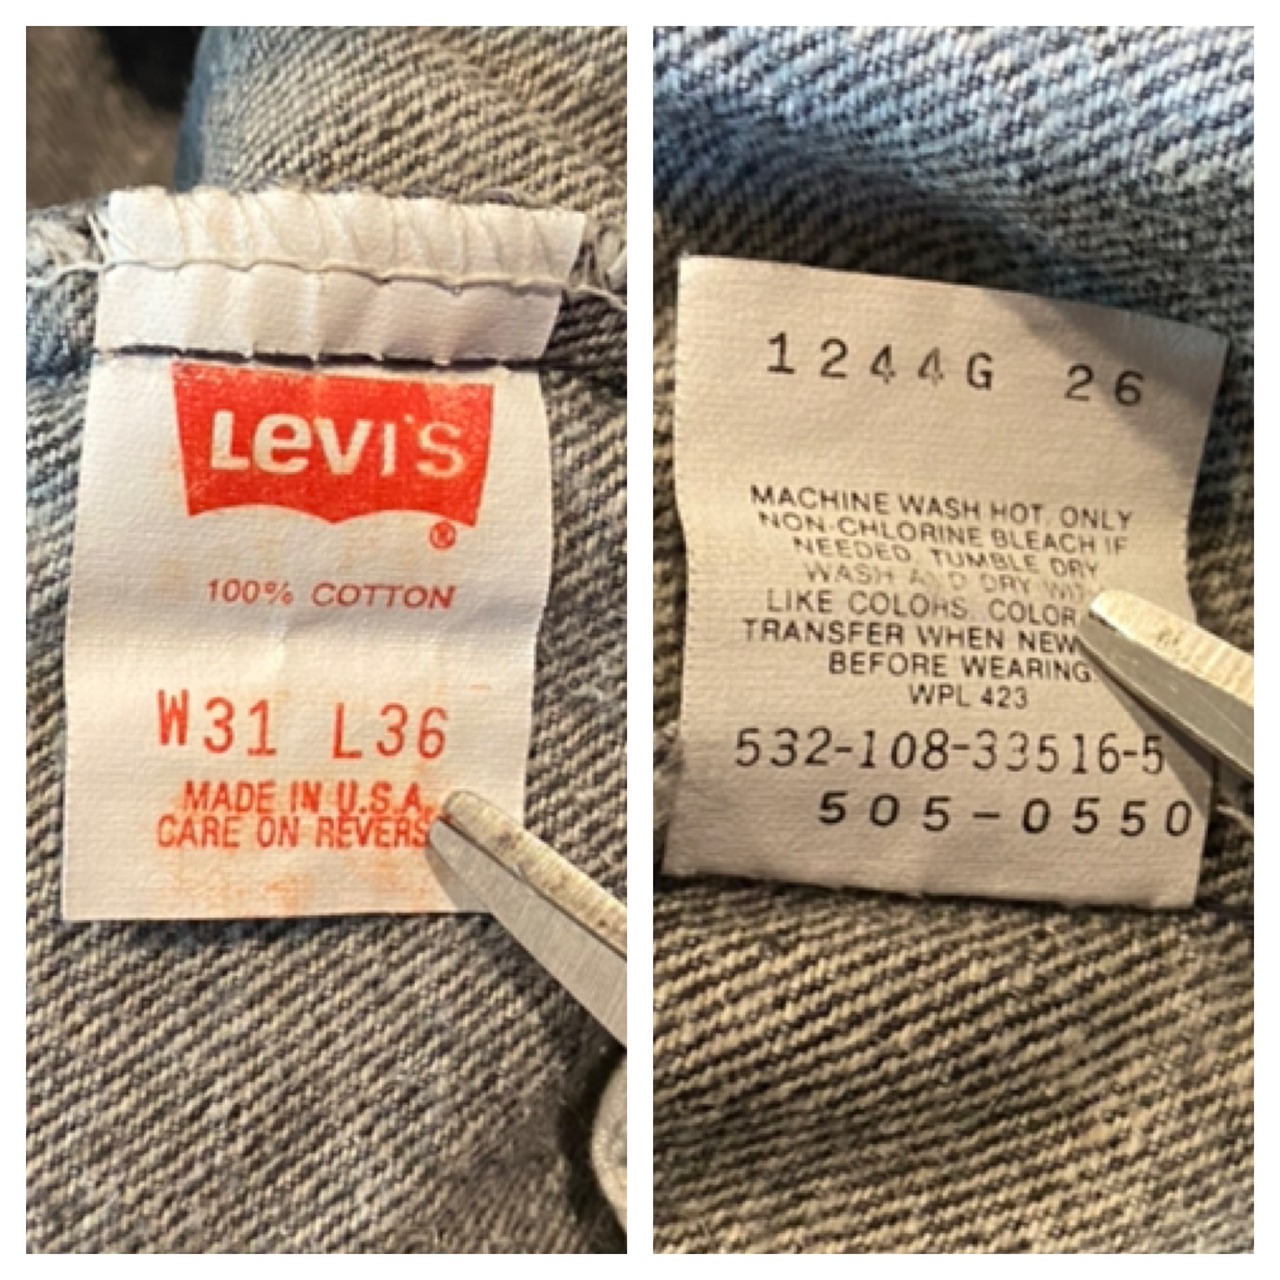 Levi's
®
100% COTTON
W31 L36
MADE IN U.S.A.
CARE ON REVERS
1244G 26
MACHINE WASH HOT. ONLY
NON-CHLORINE BLEACH IF
NEEDED. TUMBLE DRY
WASH AND DRY WIT
LIKE COLORS. COLOR
TRANSFER WHEN NEW
BEFORE WEARING
WPL 423
532-108-33516-5
505-0550